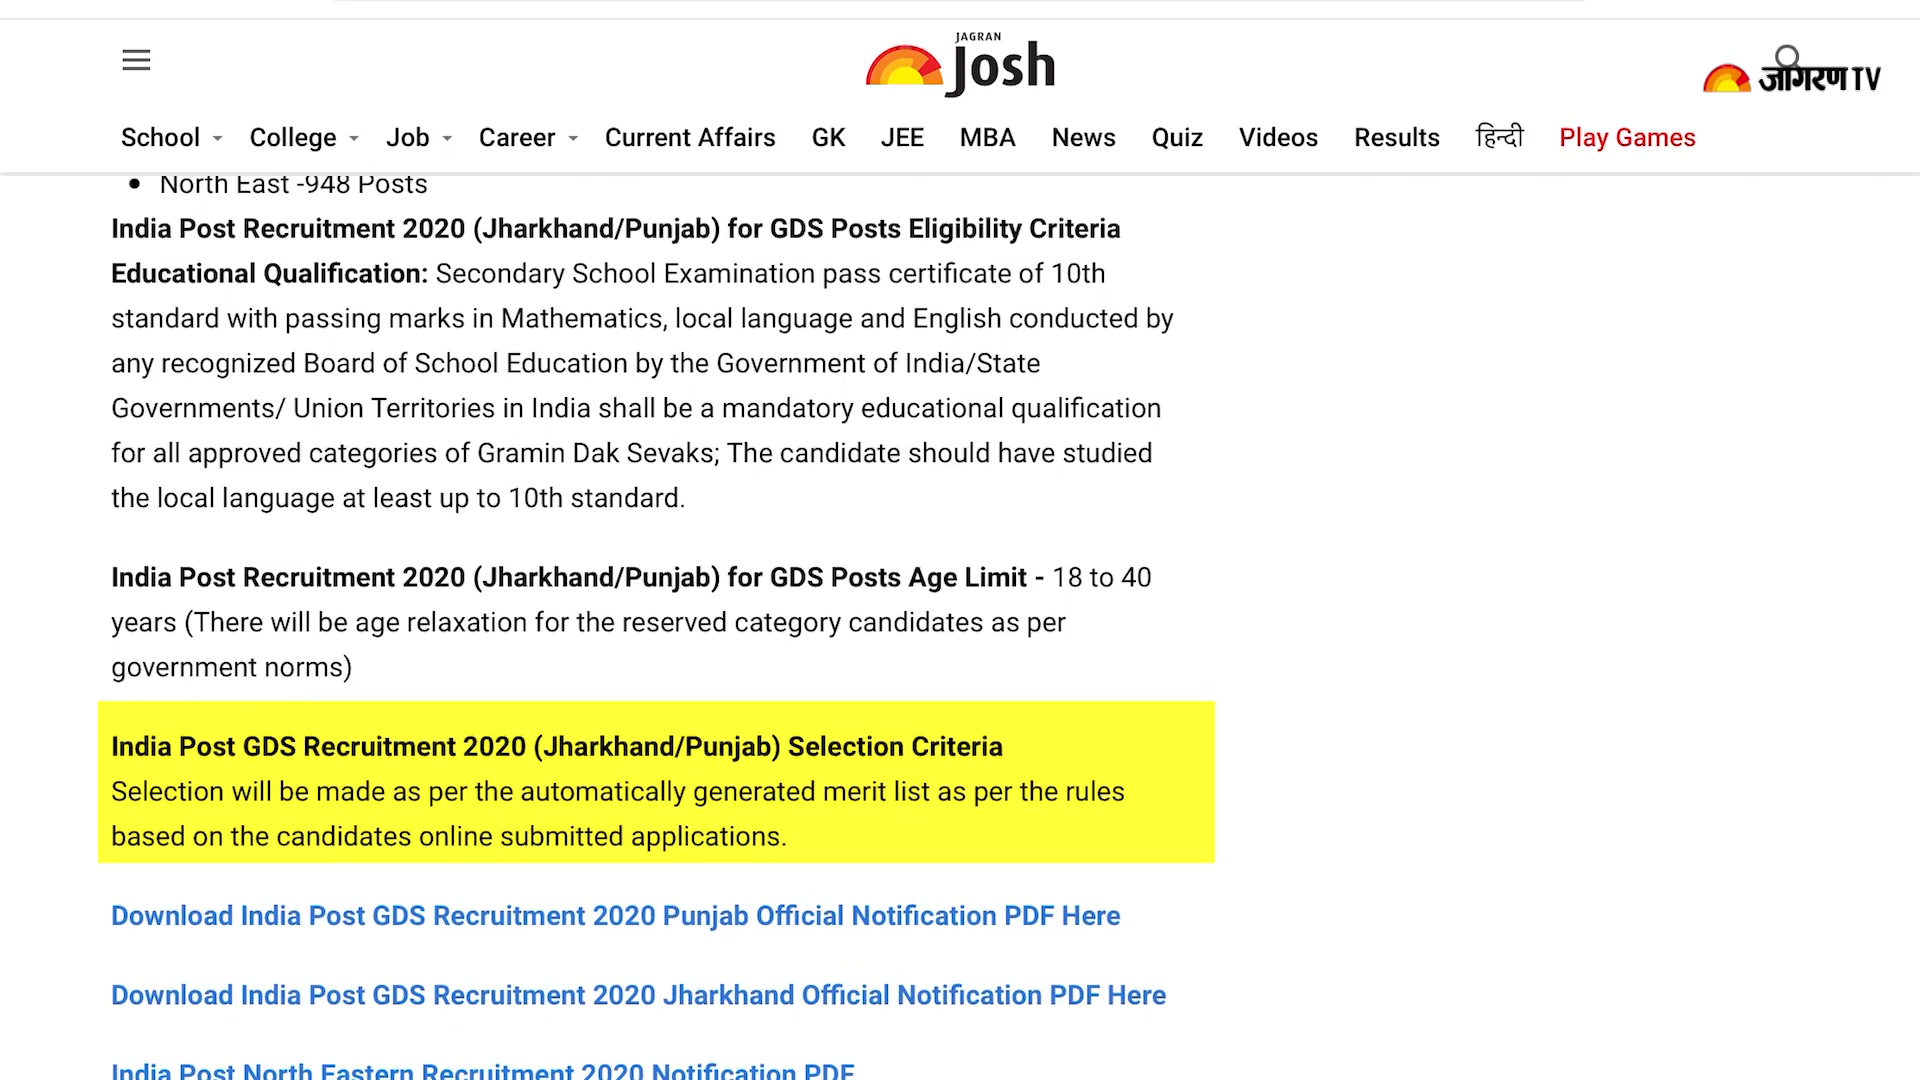 JAGRAN
Josh
जागरण TV
School College Job Career Current Affairs GK JEE MBA News Quiz Videos Results हिन्दी Play Games
North East -948 Posts
India Post Recruitment 2020 (Jharkhand/Punjab) for GDS Posts Eligibility Criteria
Educational Qualification: Secondary School Examination pass certificate of 10th
standard with passing marks in Mathematics, local language and English conducted by
any recognized Board of School Education by the Government of India/State
Governments/ Union Territories in India shall be a mandatory educational qualification
for all approved categories of Gramin Dak Sevaks; The candidate should have studied
the local language at least up to 10th standard.
India Post Recruitment 2020 (Jharkhand/Punjab) for GDS Posts Age Limit - 18 to 40
years (There will be age relaxation for the reserved category candidates as per
government norms)
India Post GDS Recruitment 2020 (Jharkhand/Punjab) Selection Criteria
Selection will be made as per the automatically generated merit list as per the rules
based on the candidates online submitted applications.
Download India Post GDS Recruitment 2020 Punjab Official Notification PDF Here
Download India Post GDS Recruitment 2020 Jharkhand Official Notification PDF Here
India Post North Eastern Recruitment 2020 Notification PDF